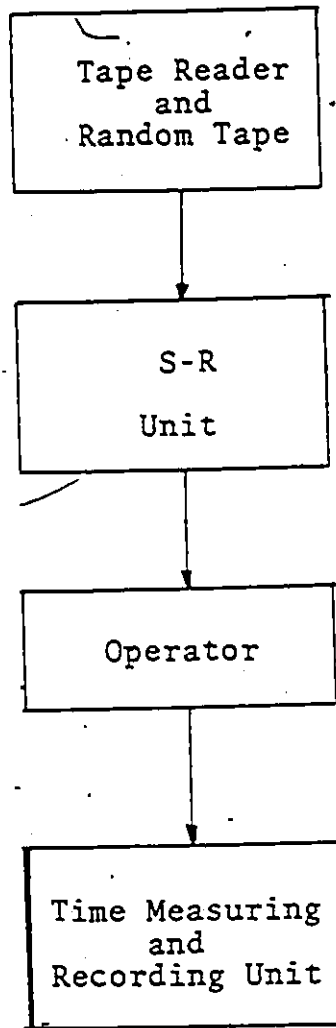 Tape Reader
and
Random Tape
S-R
Unit
Operator
Time Measuring
and
Recording Unit